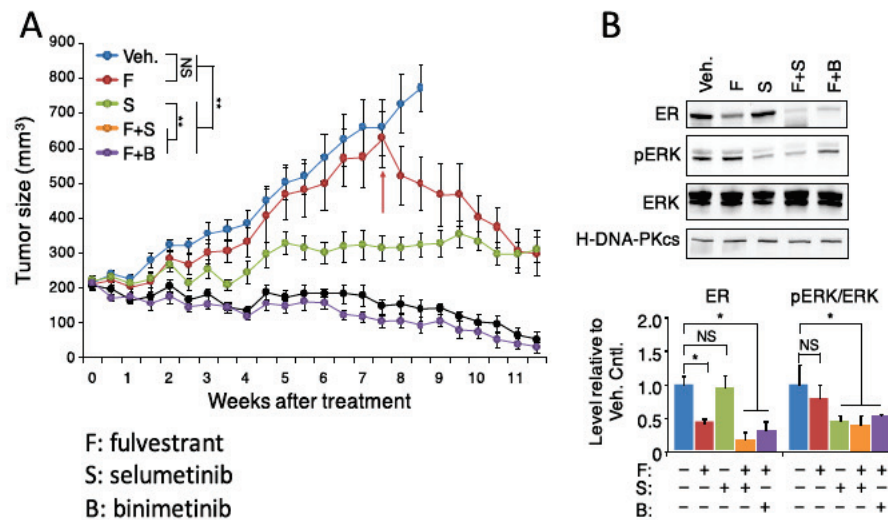 A
Tumor size (mm³)
900
800
700
600
500
400
300
200
100
0
Veh.
F
S
F+S
F+B
NS
**
**
0 1 2 3 4 5 6 7 8 9 10 11
Weeks after treatment
F: fulvestrant
S: selumetinib
B: binimetinib
B
Veh. F S F+S F+B
ER
pERK
ERK
H-DNA-PKcs
ER pERK/ERK
Level relative to
Veh. Cntl.
2.0
1.5
1.0
0.5
0
NS
*
*
NS
*
F: – + – + + – + – + +
S: – – + + – – – + + –
B: – – – – + – – – – +